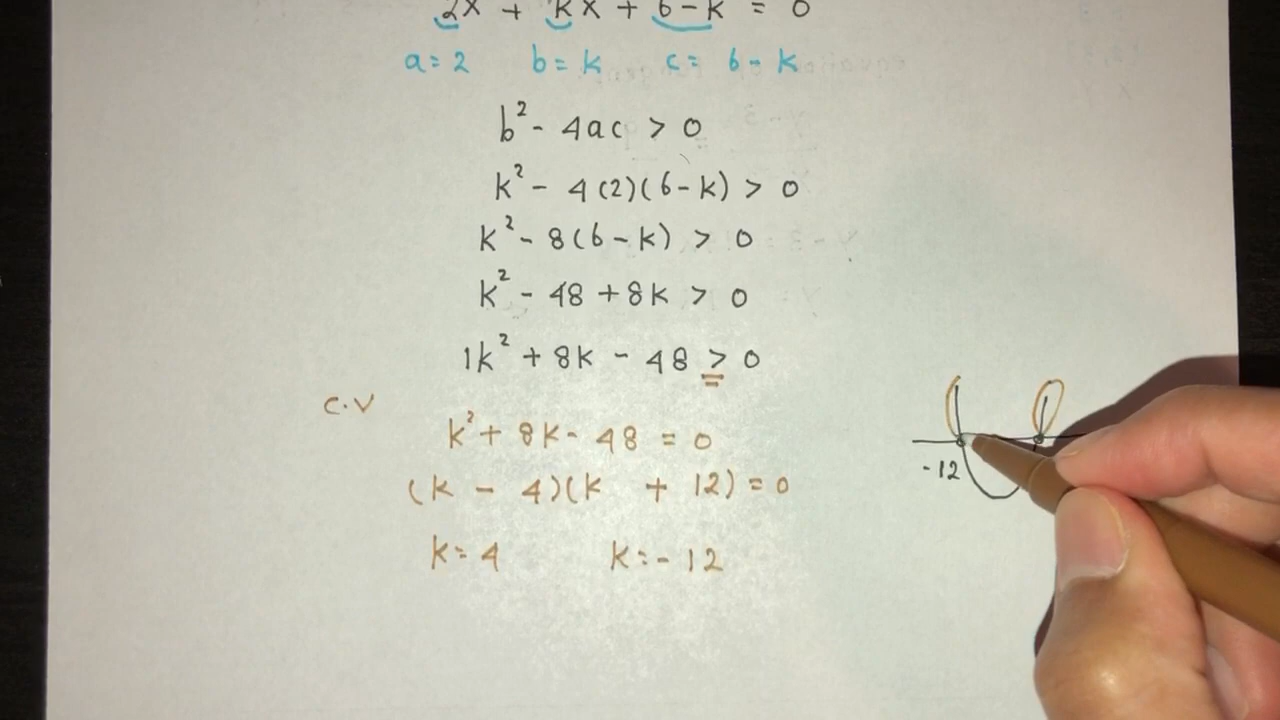 2x + kx + 6-k = 0
a=2 b=k c= 6-k
b² - 4ac > 0
k² - 4(2)(6-k) > 0
k² - 8(6-k) > 0
k² - 48 + 8k > 0
1k² + 8k - 48 > 0
C.V
k² + 8k - 48 = 0
(k - 4)(k + 12) = 0
k=4 k=-12
-12